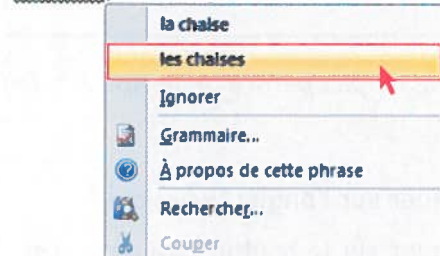 la chaise
les chaises
Ignorer
Grammaire...
À propos de cette phrase
Rechercher...
Couper